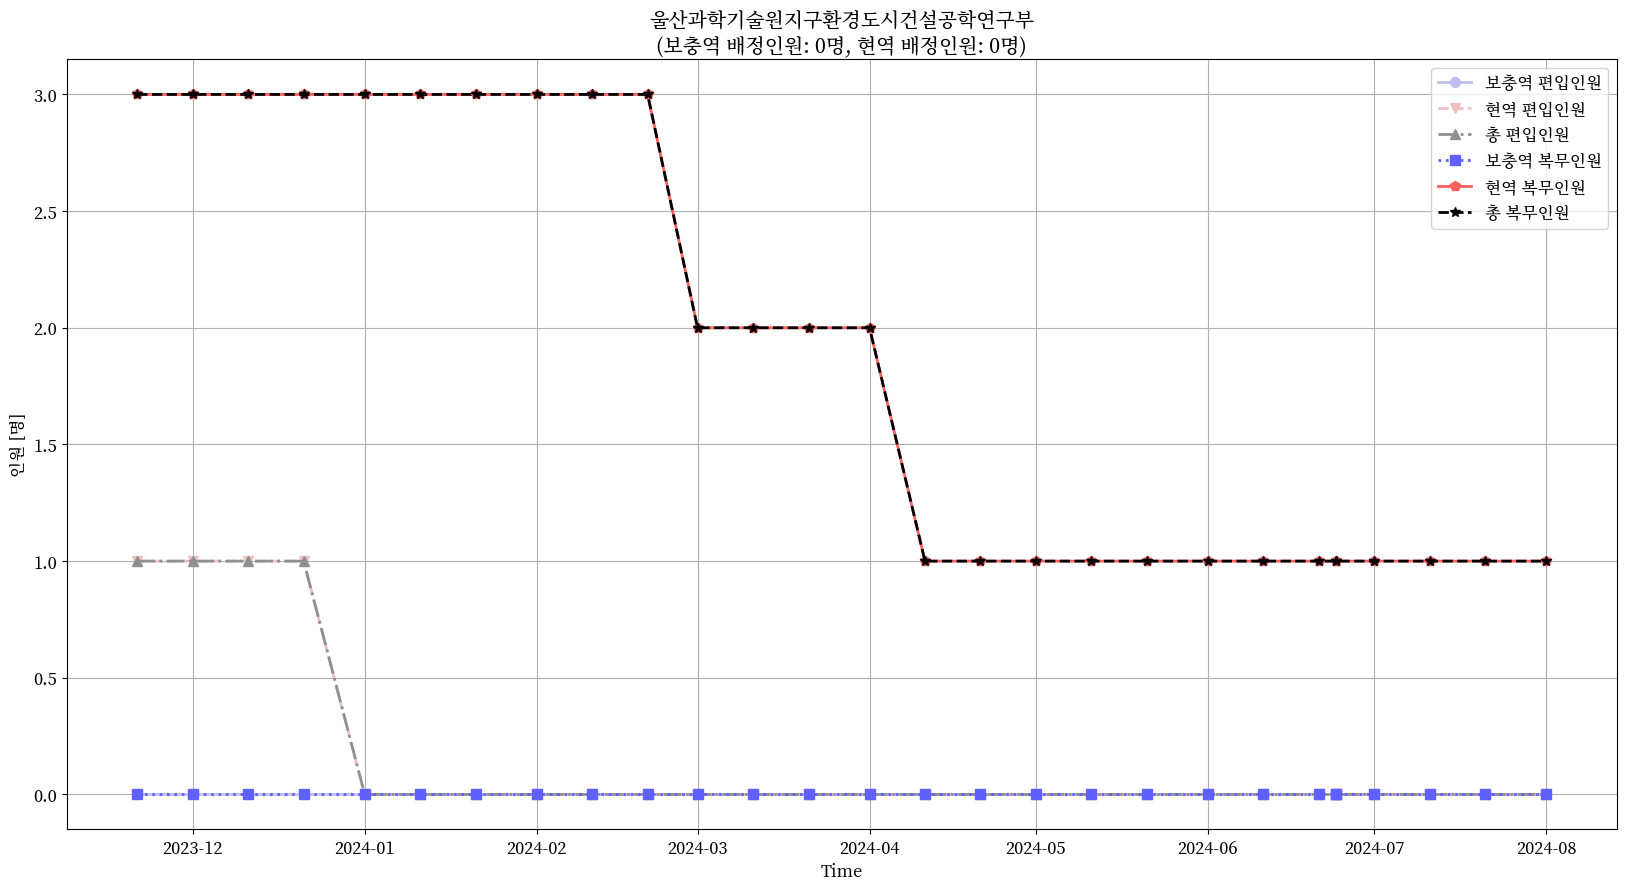 울산과학기술원지구환경도시건설공학연구부
(보충역 배정인원: 0명, 현역 배정인원: 0명)
보충역 편입인원
현역 편입인원
총 편입인원
보충역 복무인원
현역 복무인원
총 복무인원
인원 [명]
3.0
2.5
2.0
1.5
1.0
0.5
0.0
2023-12
2024-01
2024-02
2024-03
2024-04
2024-05
2024-06
2024-07
2024-08
Time